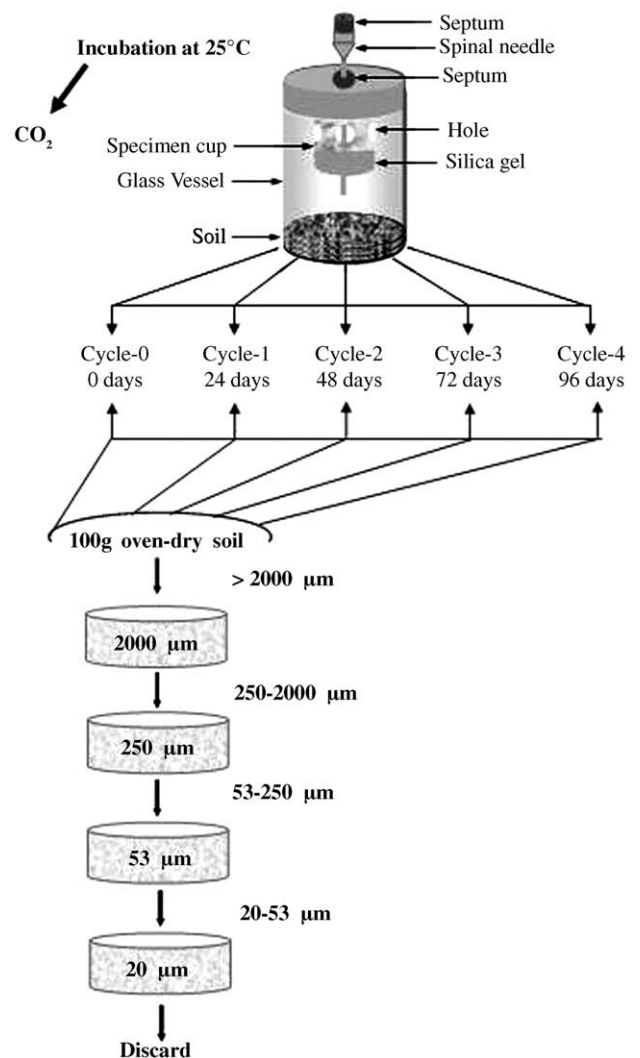 Septum
Incubation at 25°C
Spinal needle
Septum
CO2
Hole
Specimen cup
Silica gel
Glass Vessel
Soil
Cycle-0 Cycle-1 Cycle-2 Cycle-3 Cycle-4
0 days 24 days 48 days 72 days 96 days
100g oven-dry soil
> 2000 µm
2000 µm
250-2000 µm
250 µm
53-250 µm
53 µm
20-53 µm
20 µm
Discard